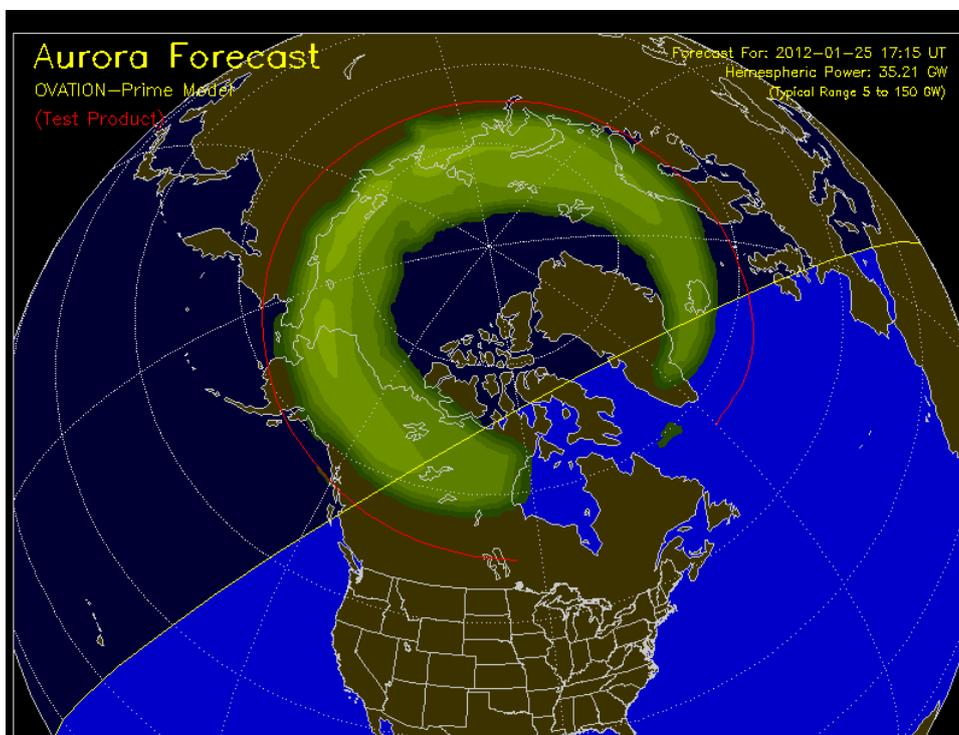 Aurora Forecast
OVATION-Prime Model
(Test Product)
Forecast For: 2012-01-25 17:15 UT
Hemespheric Power: 35.21 GW
(Typical Range 5 to 150 GW)